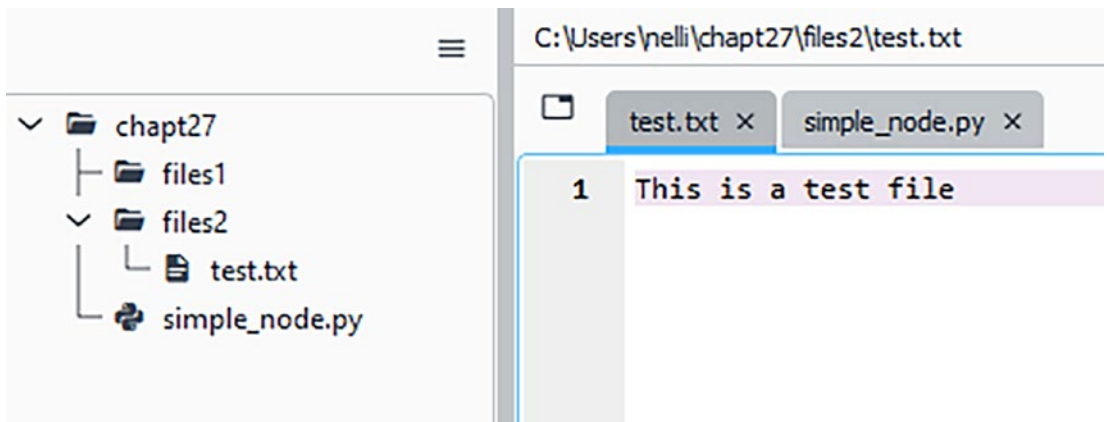 chapt27
files1
files2
test.txt
simple_node.py
C:\Users\nelli\chapt27\files2\test.txt
test.txt × simple_node.py ×
1 This is a test file